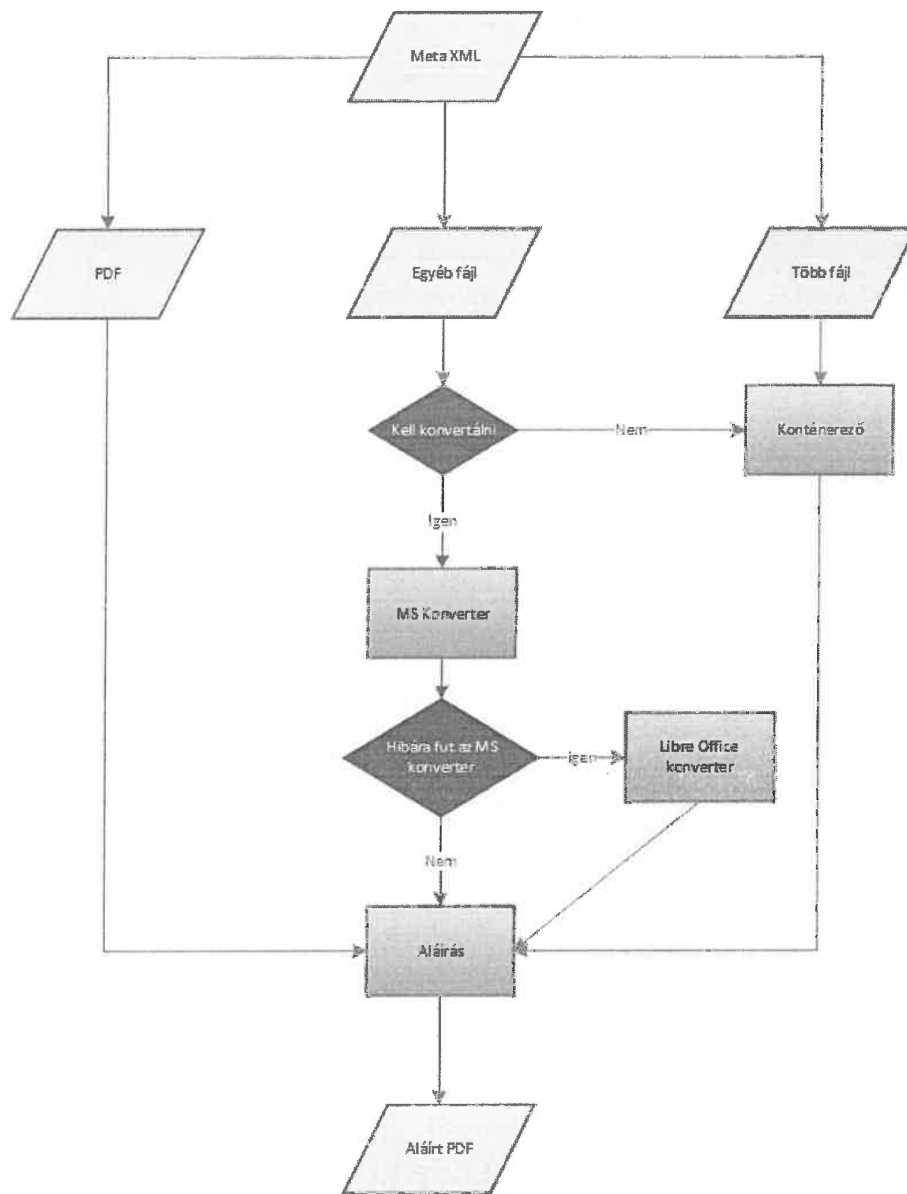 Meta XML
PDF
Egyéb fájl
Több fájl
Kell konvertálni
Nem
Konténerező
Igen
MS Konverter
Hibára fut az MS
konverter
Igen
Libre Office
konverter
Nem
Aláírás
Aláírt PDF